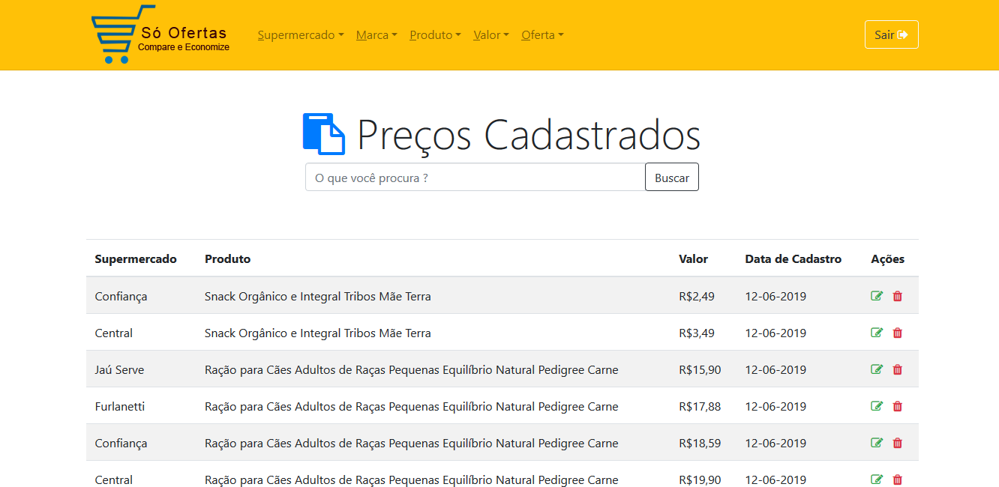 Só Ofertas
Compare e Economize
Supermercado Marca Produto Valor Oferta
Sair
Preços Cadastrados
O que você procura ? Buscar
Supermercado Produto Valor Data de Cadastro Ações
Confiança Snack Orgânico e Integral Tribos Mãe Terra R$2,49 12-06-2019
Central Snack Orgânico e Integral Tribos Mãe Terra R$3,49 12-06-2019
Jaú Serve Ração para Cães Adultos de Raças Pequenas Equilíbrio Natural Pedigree Carne R$15,90 12-06-2019
Furlanetti Ração para Cães Adultos de Raças Pequenas Equilíbrio Natural Pedigree Carne R$17,88 12-06-2019
Confiança Ração para Cães Adultos de Raças Pequenas Equilíbrio Natural Pedigree Carne R$18,59 12-06-2019
Central Ração para Cães Adultos de Raças Pequenas Equilíbrio Natural Pedigree Carne R$19,90 12-06-2019